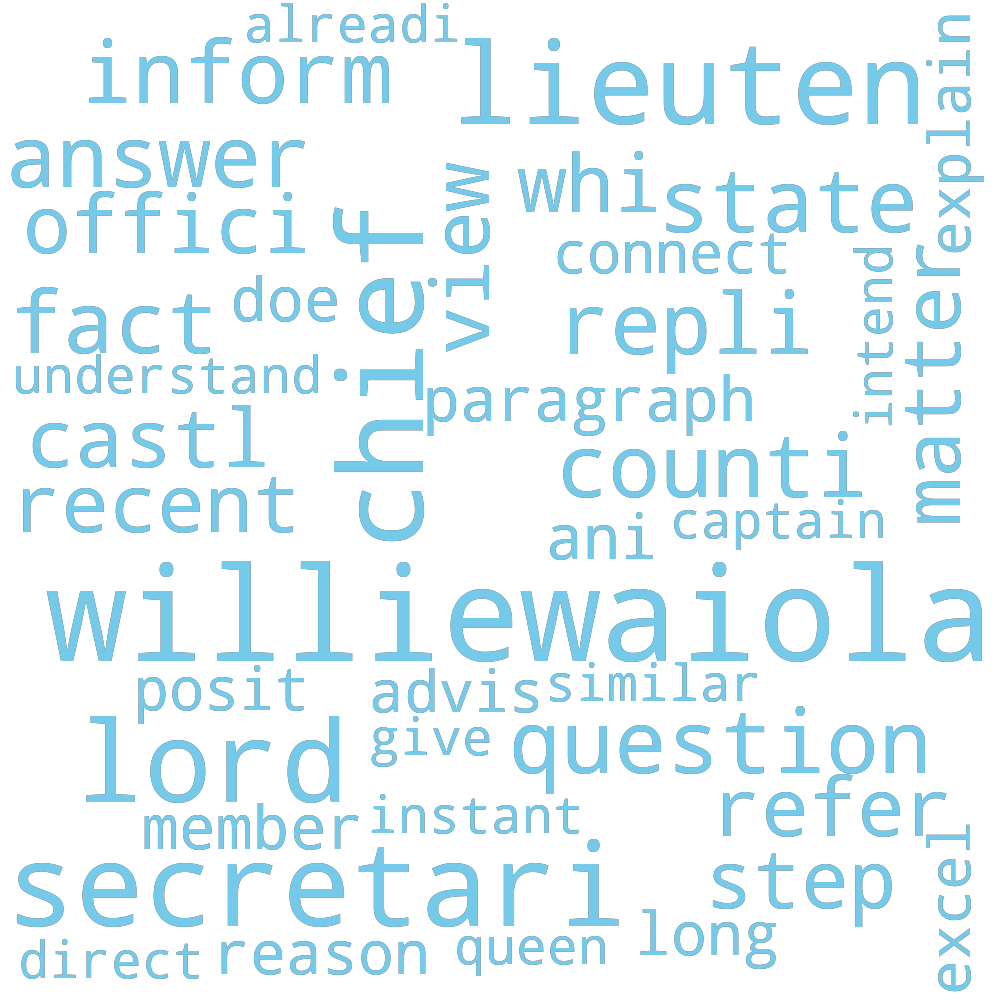 alreadi
inform
lieuten
explain
answer
view
whi
state
offici
chief
connect
matter
intend
fact
doe
repli
understand
paragraph
castl
counti
recent
captain
ani
williewaiola
posit
advis
similar
give
lord
question
refer
member
instant
excel
secretari
step
direct
reason
queen
long